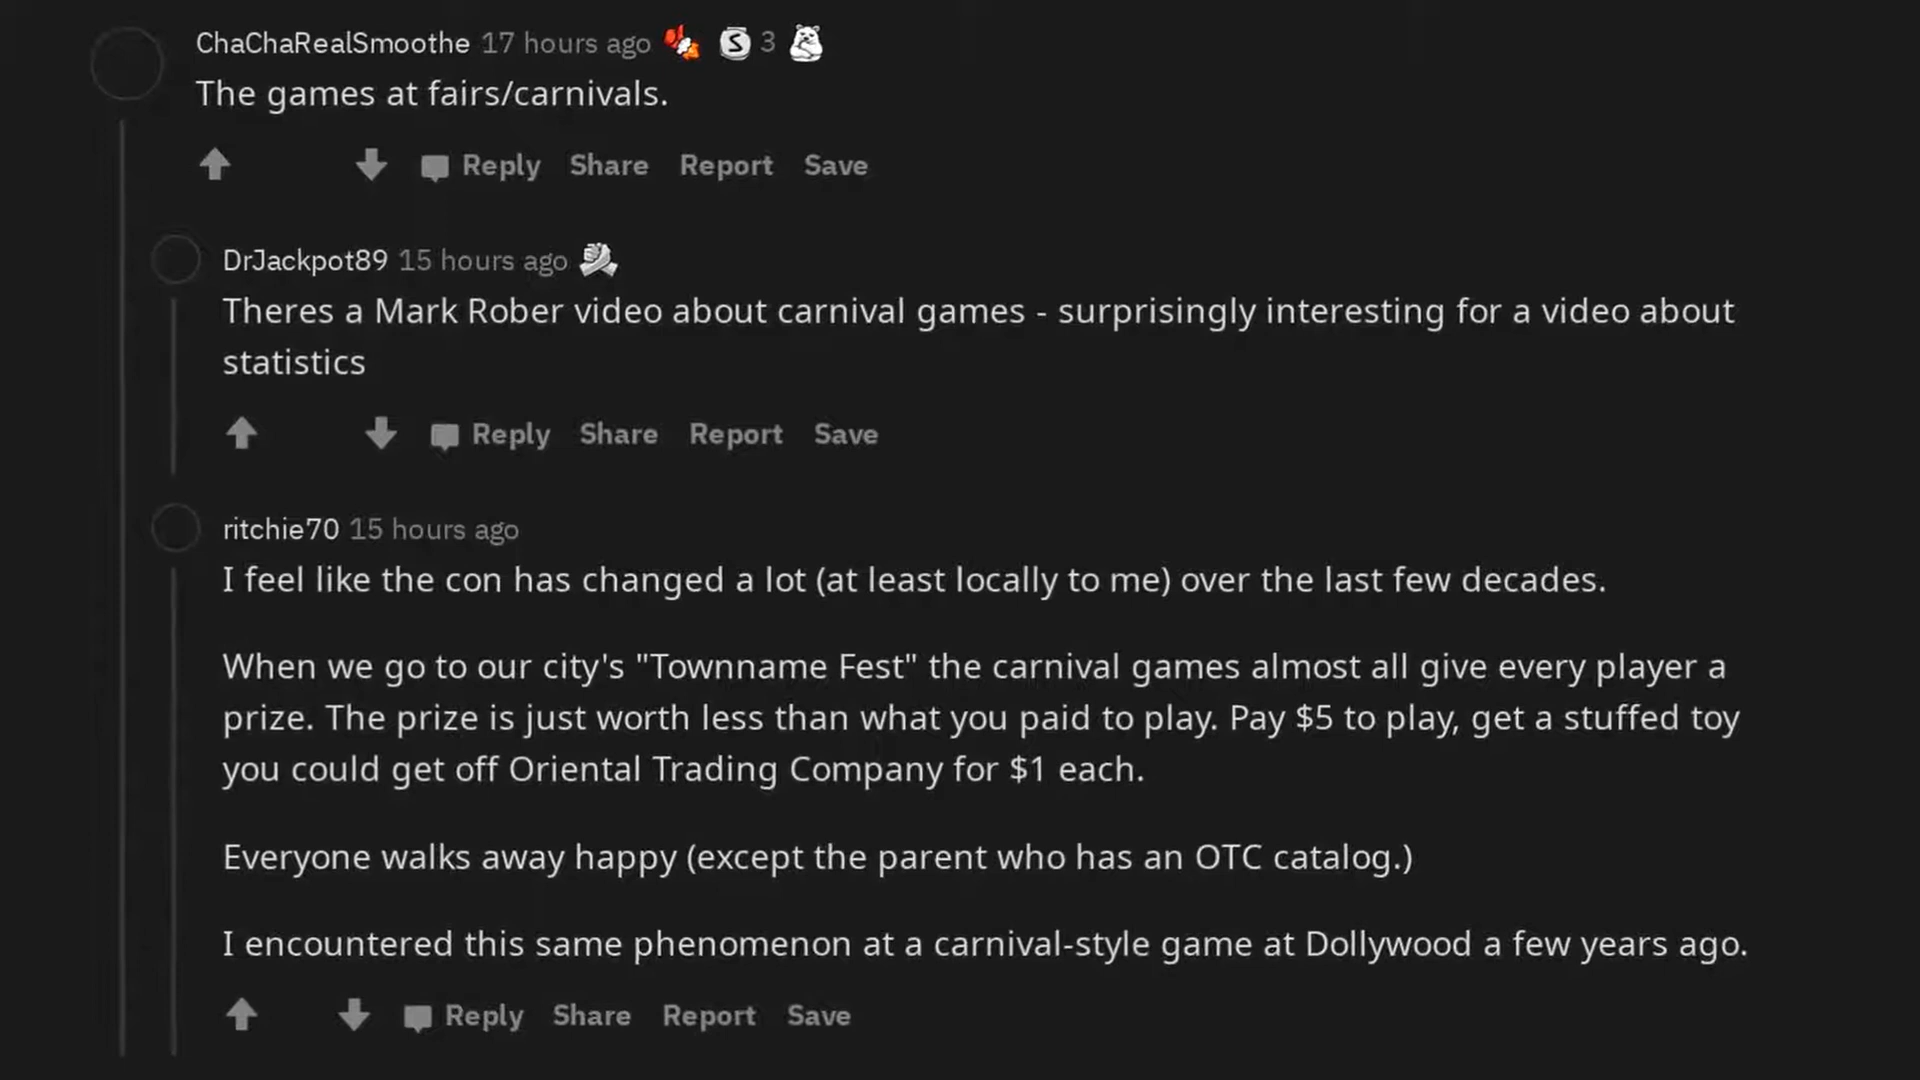 ChaChaRealSmoothe 17 hours ago S 3
The games at fairs/carnivals.
Reply Share Report Save
DrJackpot89 15 hours ago
Theres a Mark Rober video about carnival games - surprisingly interesting for a video about
statistics
Reply Share Report Save
ritchie70 15 hours ago
I feel like the con has changed a lot (at least locally to me) over the last few decades.
When we go to our city's "Townname Fest" the carnival games almost all give every player a
prize. The prize is just worth less than what you paid to play. Pay $5 to play, get a stuffed toy
you could get off Oriental Trading Company for $1 each.
Everyone walks away happy (except the parent who has an OTC catalog.)
I encountered this same phenomenon at a carnival-style game at Dollywood a few years ago.
Reply Share Report Save